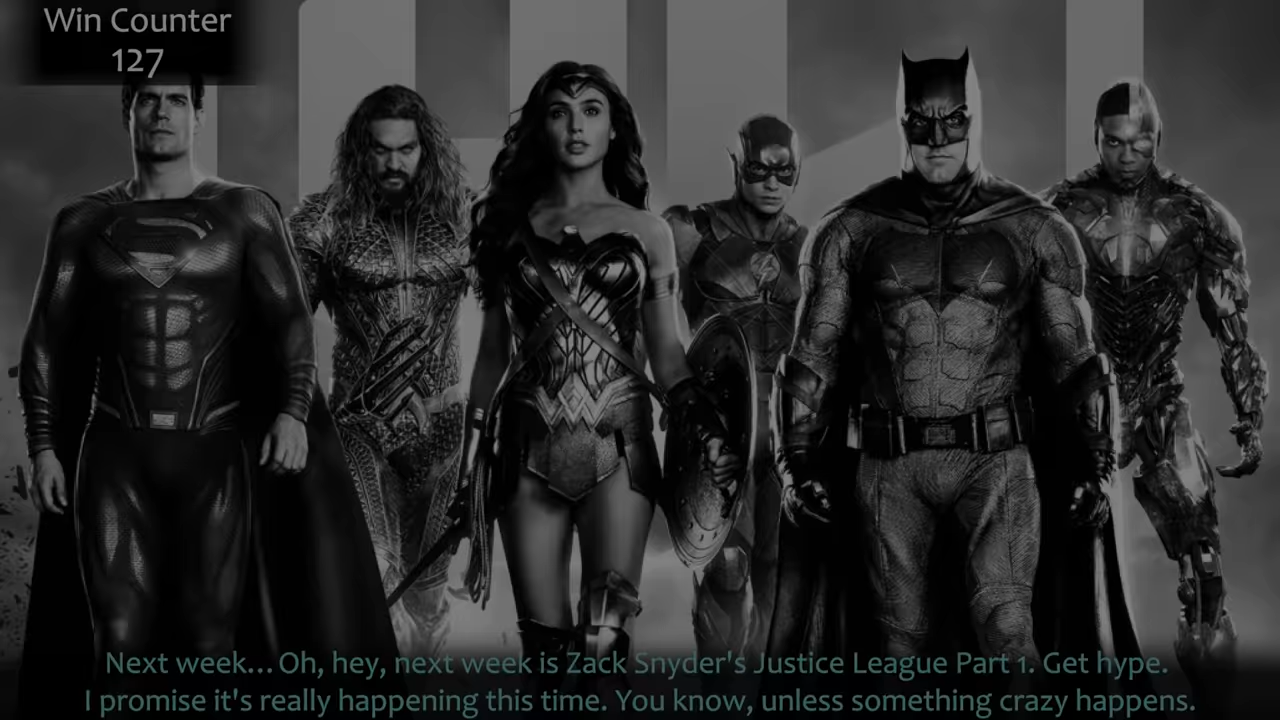 Win Counter
127
Next week... Oh, hey, next week is Zack Snyder's Justice League Part 1. Get hype.
I promise it's really happening this time. You know, unless something crazy happens.